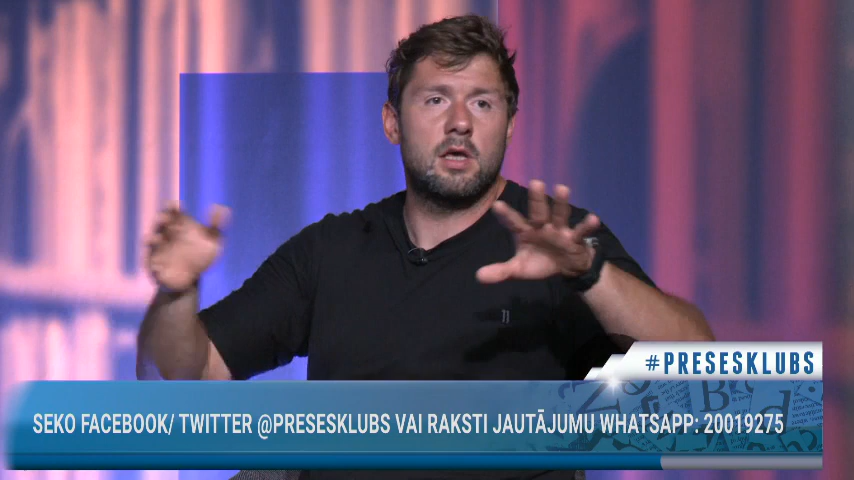 #PRESESKLUBS
SEKO FACEBOOK/ TWITTER @PRESESKLUBS VAI RAKSTI JAUTĀJUMU WHATSAPP: 20019275